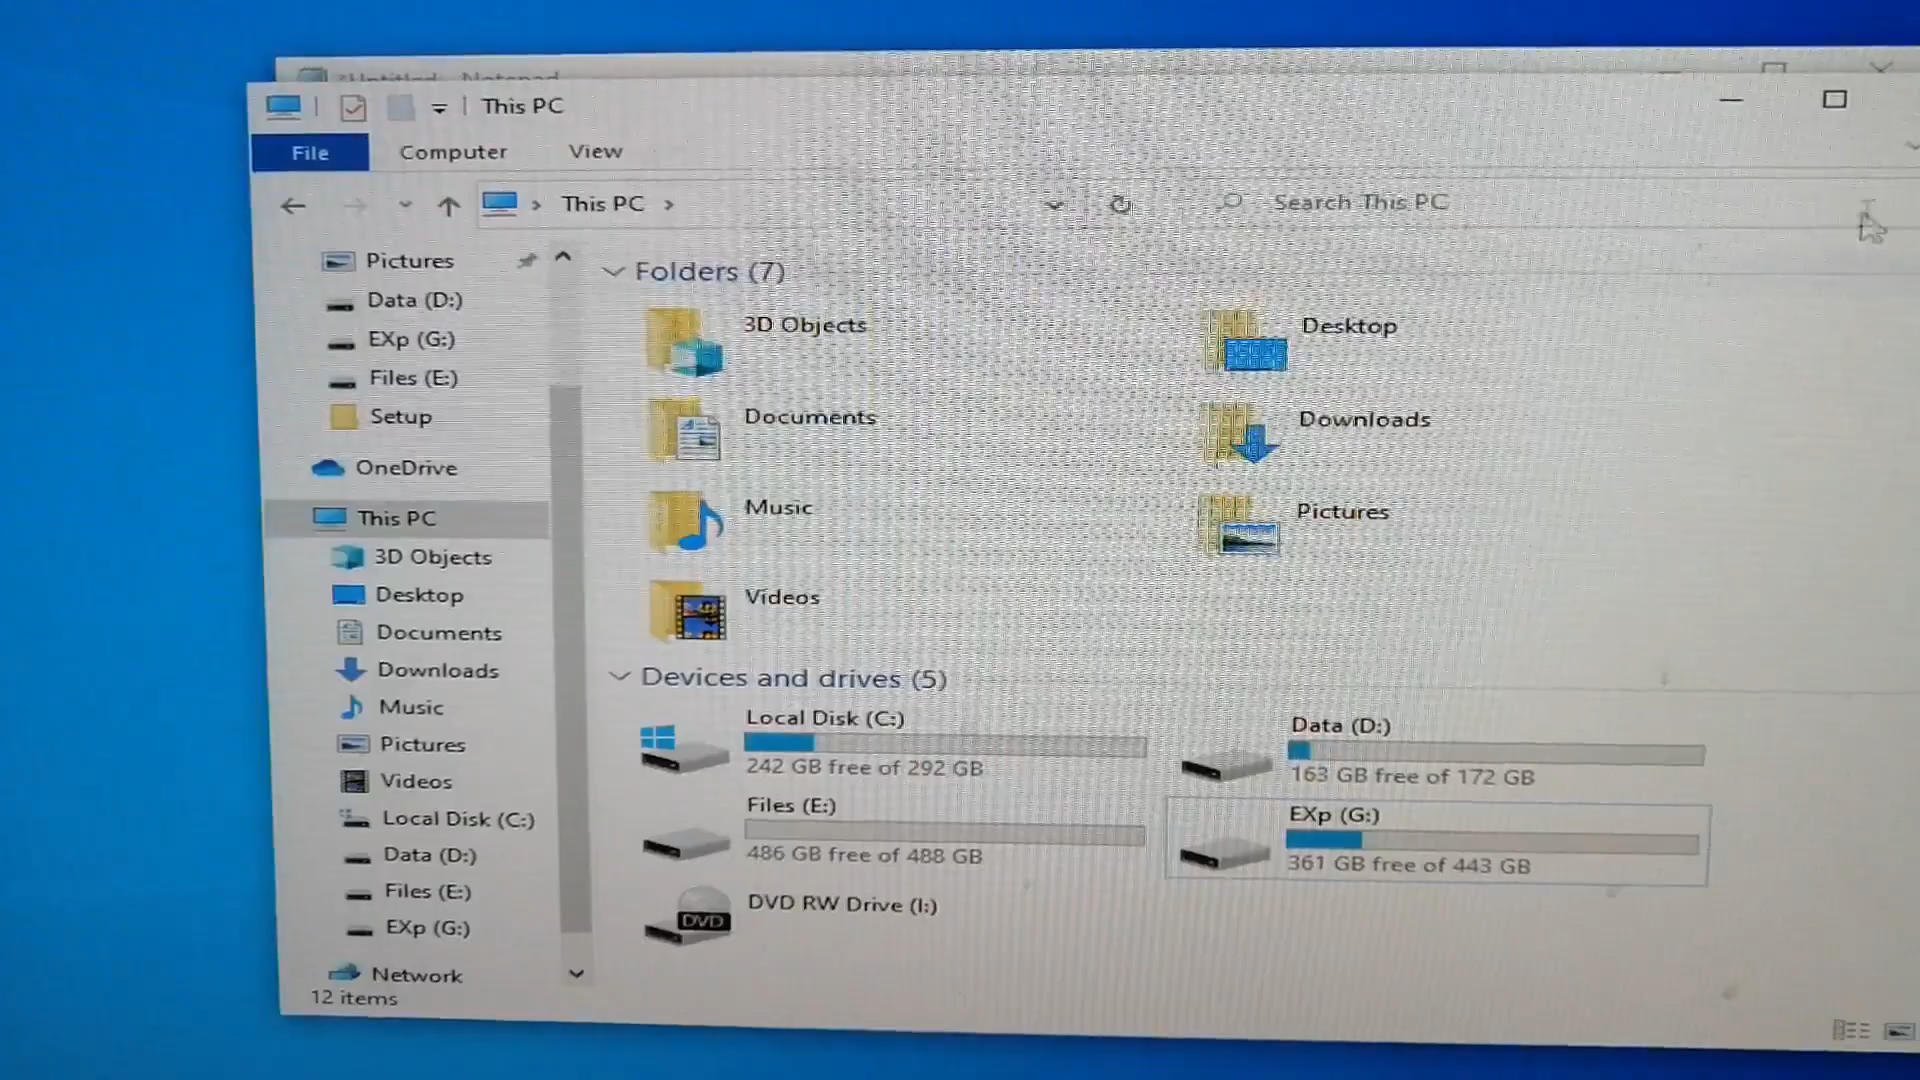 *Untitled - Notepad
This PC
File Computer View
This PC
Search This PC
Pictures
Data (D:)
EXp (G:)
Files (E:)
Setup
OneDrive
This PC
3D Objects
Desktop
Documents
Downloads
Music
Pictures
Videos
Local Disk (C:)
Data (D:)
Files (E:)
EXp (G:)
Network
12 items
Folders (7)
3D Objects
Desktop
Documents
Downloads
Music
Pictures
Videos
Devices and drives (5)
Local Disk (C:)
242 GB free of 292 GB
Data (D:)
163 GB free of 172 GB
Files (E:)
486 GB free of 488 GB
EXp (G:)
361 GB free of 443 GB
DVD
DVD RW Drive (I:)